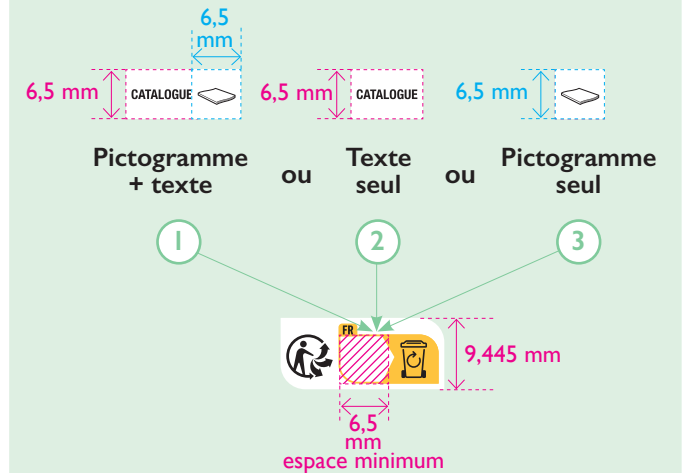 6,5
mm
6,5 mm
CATALOGUE
6,5 mm
CATALOGUE
6,5 mm
Pictogramme
+ texte
ou
Texte
seul
ou
Pictogramme
seul
1
2
3
FR
9,445 mm
6,5
mm
espace minimum